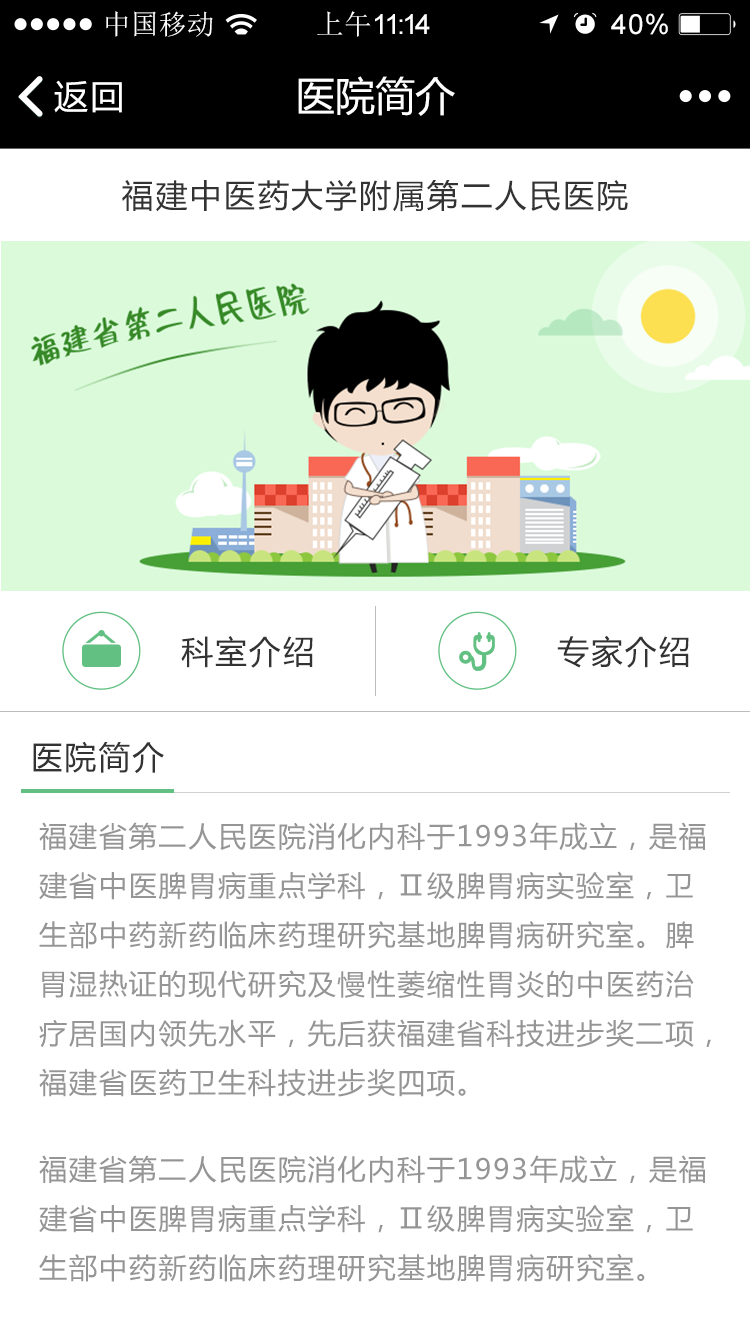 中国移动 上午11:14 40%
返回 医院简介
福建中医药大学附属第二人民医院
福建省第二人民医院
科室介绍 专家介绍
医院简介
福建省第二人民医院消化内科于1993年成立，是福
建省中医脾胃病重点学科，Ⅱ级脾胃病实验室，卫
生部中药新药临床药理研究基地脾胃病研究室。脾
胃湿热证的现代研究及慢性萎缩性胃炎的中医药治
疗居国内领先水平，先后获福建省科技进步奖二项，
福建省医药卫生科技进步奖四项。
福建省第二人民医院消化内科于1993年成立，是福
建省中医脾胃病重点学科，Ⅱ级脾胃病实验室，卫
生部中药新药临床药理研究基地脾胃病研究室。